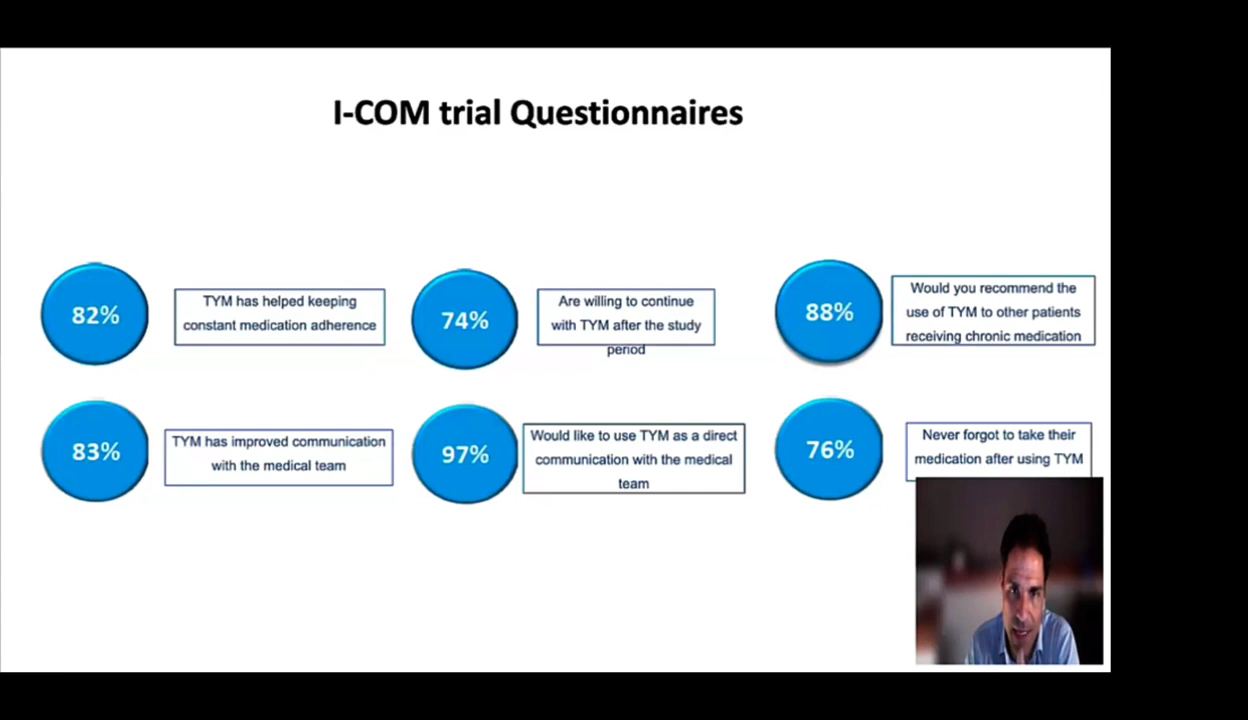 I-COM trial Questionnaires
82%
TYM has helped keeping
constant medication adherence
74%
Are willing to continue
with TYM after the study
period
88%
Would you recommend the
use of TYM to other patients
receiving chronic medication
83%
TYM has improved communication
with the medical team
97%
Would like to use TYM as a direct
communication with the medical
team
76%
Never forgot to take their
medication after using TYM